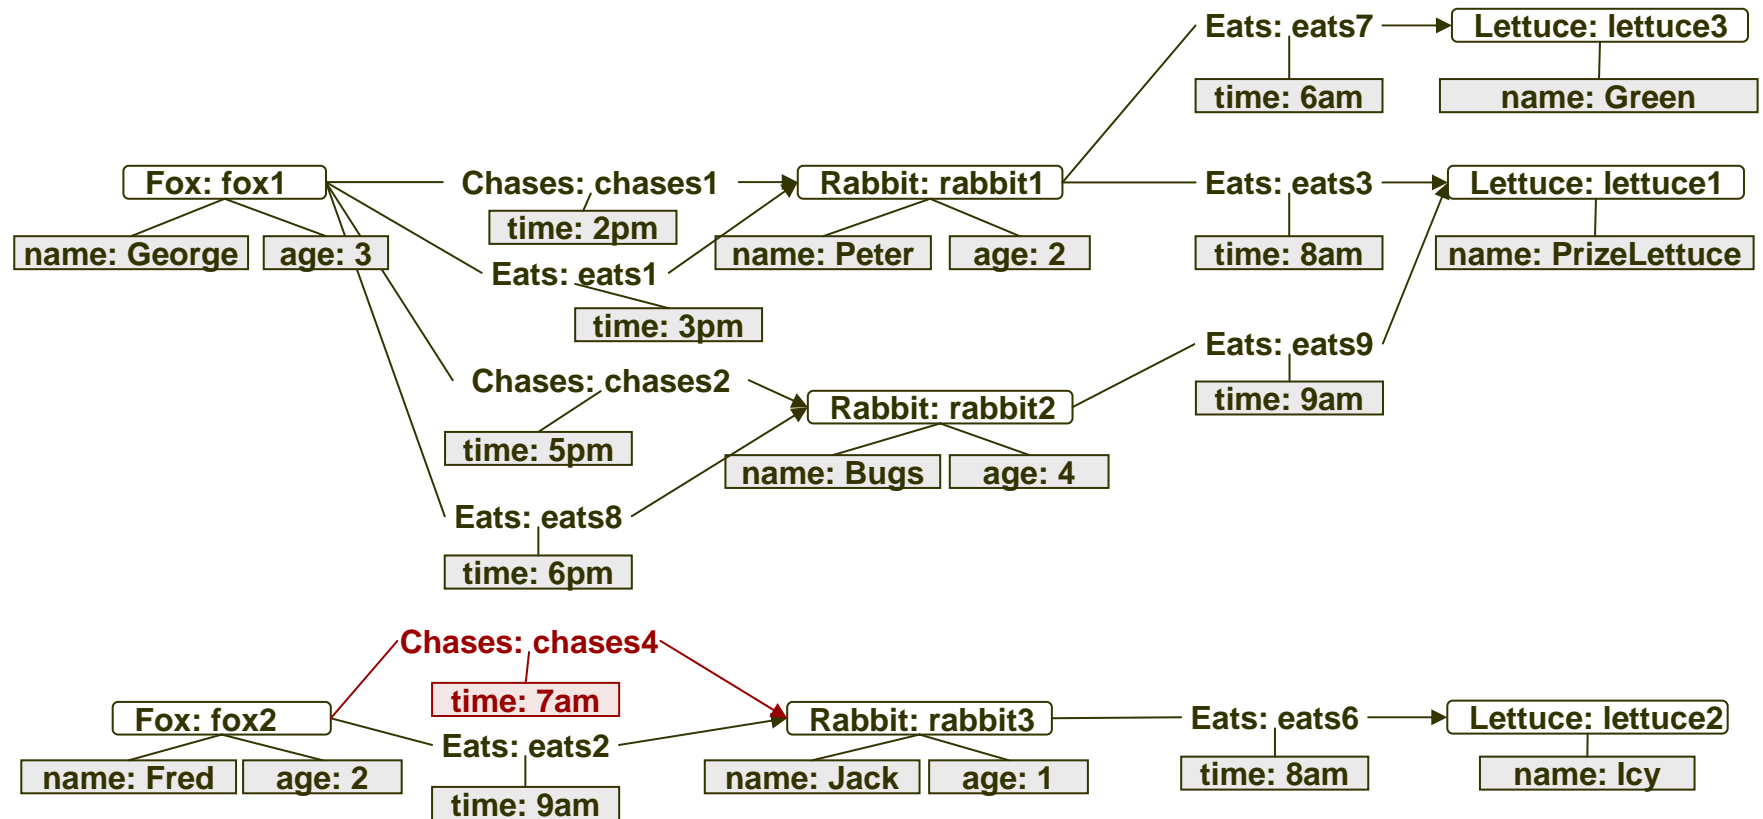 Eats: eats7
Lettuce: lettuce3
time: 6am
name: Green
Fox: fox1
Chases: chases1
Rabbit: rabbit1
Eats: eats3
Lettuce: lettuce1
time: 2pm
name: George
age: 3
name: Peter
age: 2
time: 8am
name: PrizeLettuce
Eats: eats1
time: 3pm
Eats: eats9
Chases: chases2
time: 9am
Rabbit: rabbit2
time: 5pm
name: Bugs
age: 4
Eats: eats8
time: 6pm
Chases: chases4
time: 7am
Fox: fox2
Rabbit: rabbit3
Eats: eats6
Lettuce: lettuce2
Eats: eats2
name: Fred
age: 2
name: Jack
age: 1
time: 8am
name: Icy
time: 9am